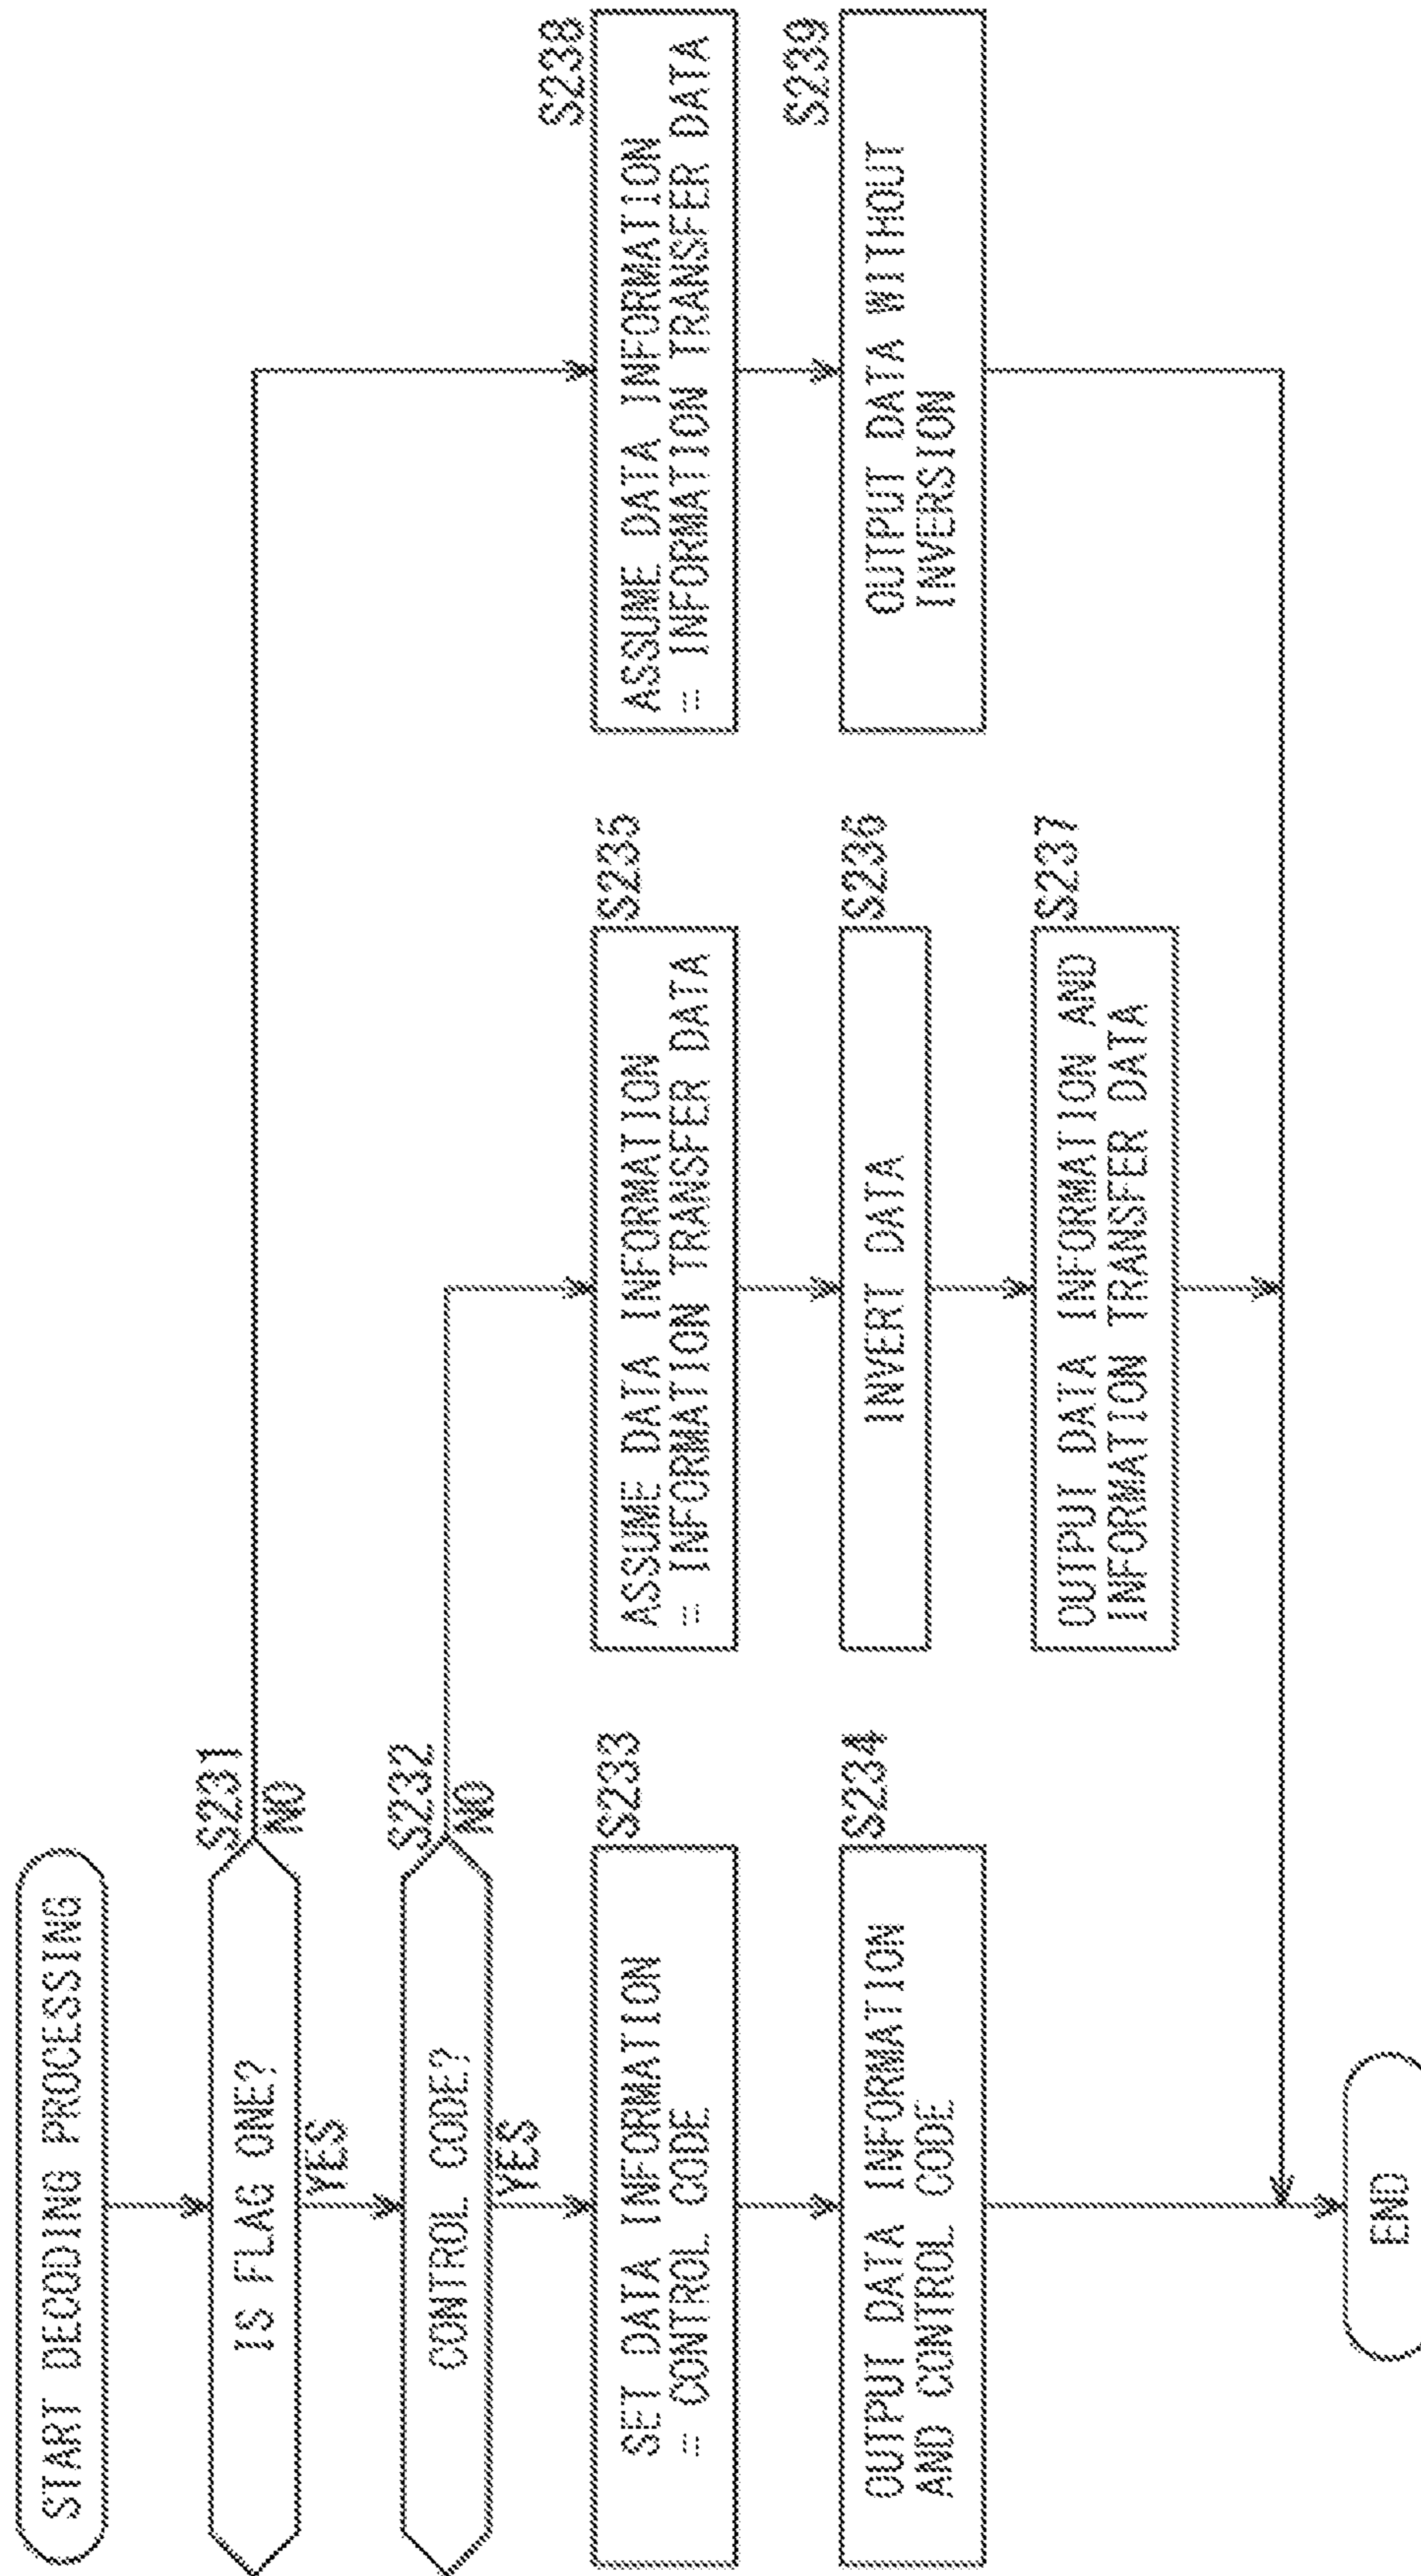 START DECODING PROCESSING
S231
IS FLAG ONE?
NO
YES
S232
CONTROL CODE?
NO
YES
S233
SET DATA INFORMATION
= CONTROL CODE
S234
OUTPUT DATA INFORMATION
AND CONTROL CODE
S235
ASSUME DATA INFORMATION
= INFORMATION TRANSFER DATA
S236
INVERT DATA
S237
OUTPUT DATA INFORMATION AND
INFORMATION TRANSFER DATA
S238
ASSUME DATA INFORMATION
= INFORMATION TRANSFER DATA
S239
OUTPUT DATA WITHOUT
INVERSION
END